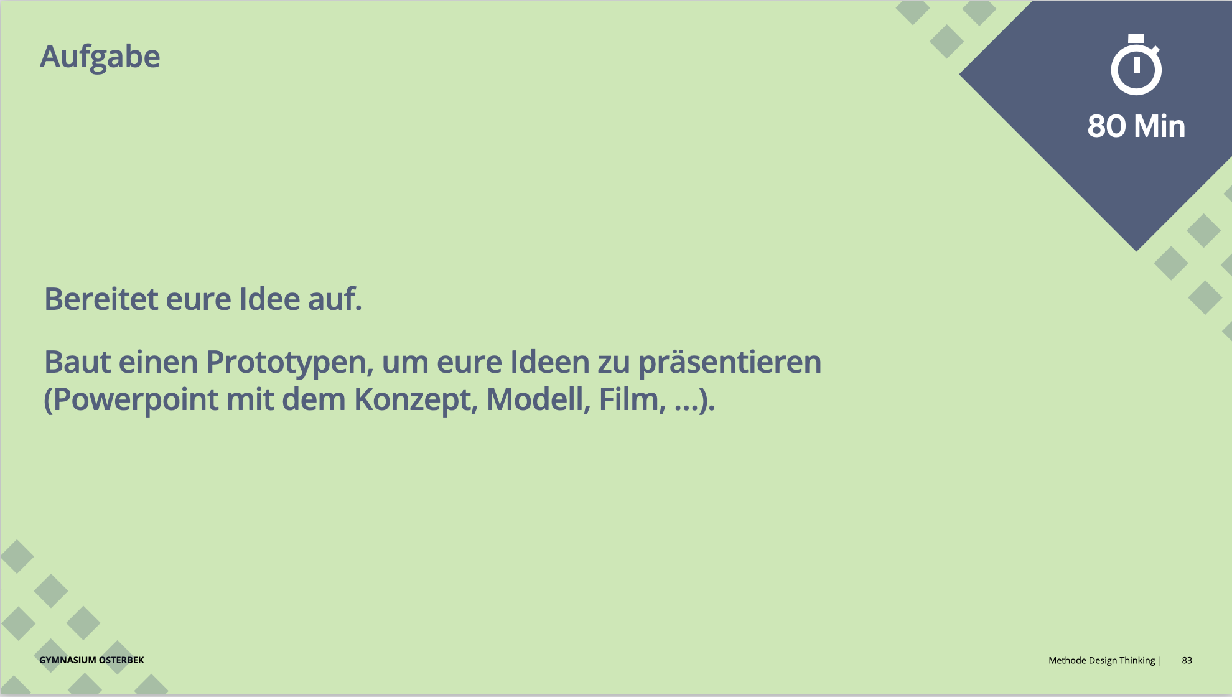 Aufgabe
80 Min
Bereitet eure Idee auf.
Baut einen Prototypen, um eure Ideen zu präsentieren
(Powerpoint mit dem Konzept, Modell, Film, ...).
GYMNASIUM OSTERBEK
Methode Design Thinking | 83